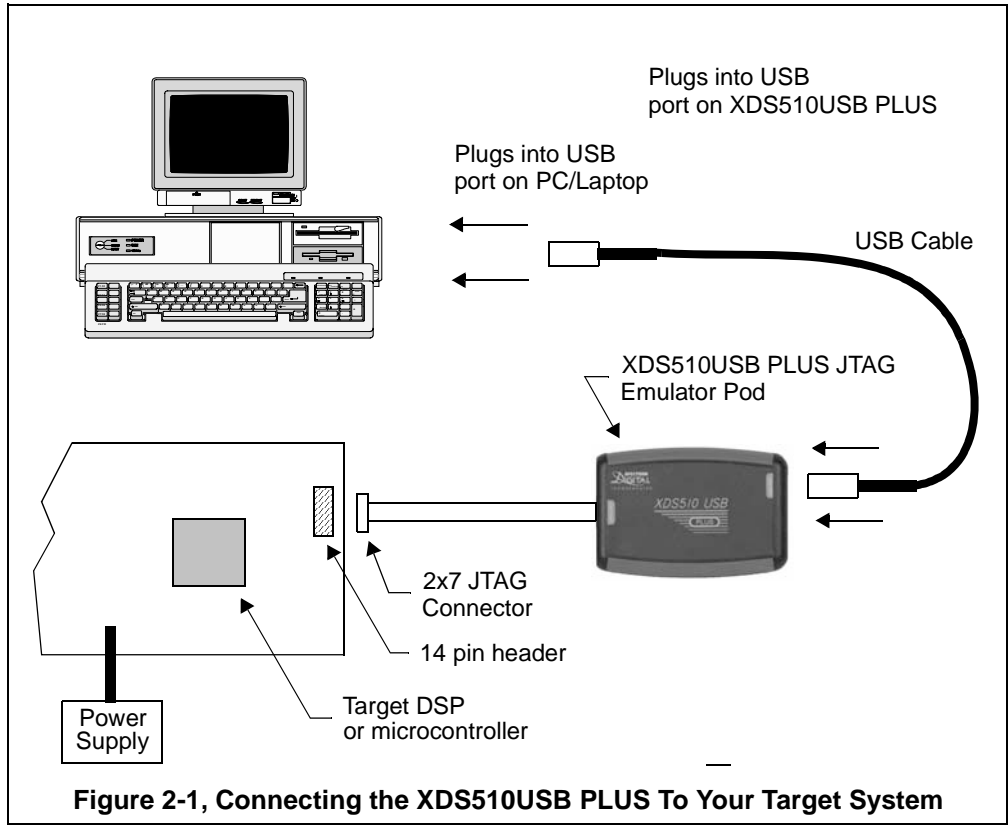 Plugs into USB
port on XDS510USB PLUS
Plugs into USB
port on PC/Laptop
USB Cable
XDS510USB PLUS JTAG
Emulator Pod
DIGITAL
XDS510 USB
PLUS
2x7 JTAG
Connector
14 pin header
Target DSP
or microcontroller
Power
Supply
Figure 2-1, Connecting the XDS510USB PLUS To Your Target System